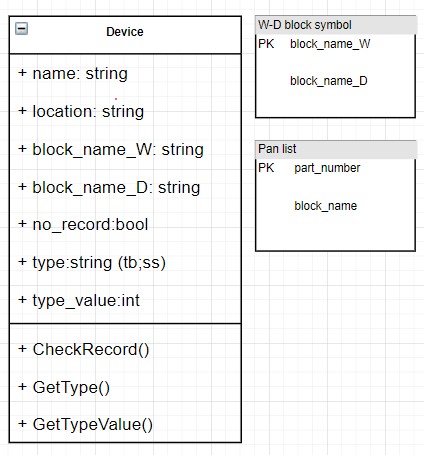 Device
+ name: string
+ location: string
+ block_name_W: string
+ block_name_D: string
+ no_record:bool
+ type:string (tb;ss)
+ type_value:int
+ CheckRecord()
+ GetType()
+ GetTypeValue()
W-D block symbol
PK block_name_W
block_name_D
Pan list
PK part_number
block_name